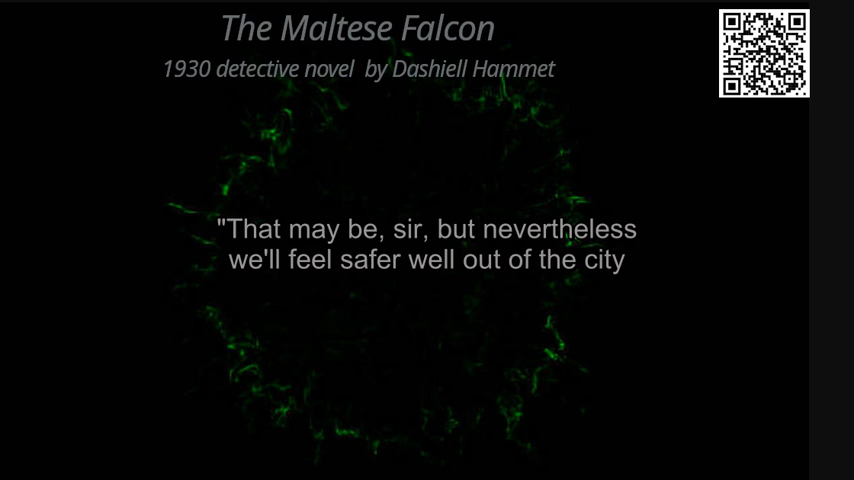 The Maltese Falcon
1930 detective novel by Dashiell Hammet
"That may be, sir, but nevertheless
we'll feel safer well out of the city